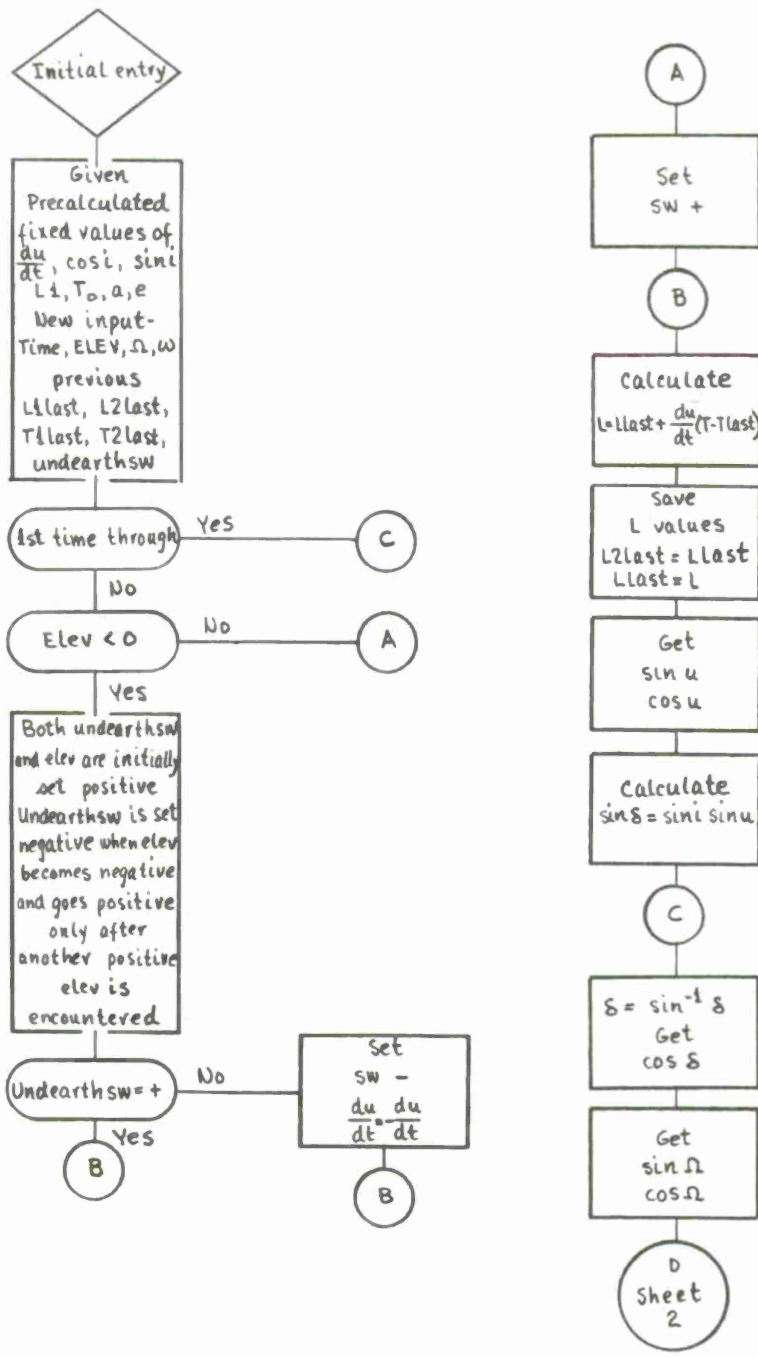 Initial entry
Given
Precalculated
fixed values of
du/dt, cosi, sini
L1, T₀, a, e
New input-
Time, ELEV, Ω, ω
previous
L1last, L2last,
T1last, T2last,
undearthsw
1st time through
Yes
C
No
Elev < 0
No
A
Yes
Both undearthsw
and elev are initially
set positive
Undearthsw is set
negative when elev
becomes negative
and goes positive
only after
another positive
elev is
encountered
Undearthsw = +
No
Yes
B
Set
sw -
du/dt = -du/dt
B
A
Set
sw +
B
Calculate
L=Llast+ du/dt (T-Tlast)
Save
L values
L2last = Llast
Llast = L
Get
sin u
cos u
Calculate
sin δ = sini sinu
C
δ = sin⁻¹ δ
Get
cos δ
Get
sin Ω
cos Ω
D
Sheet
2